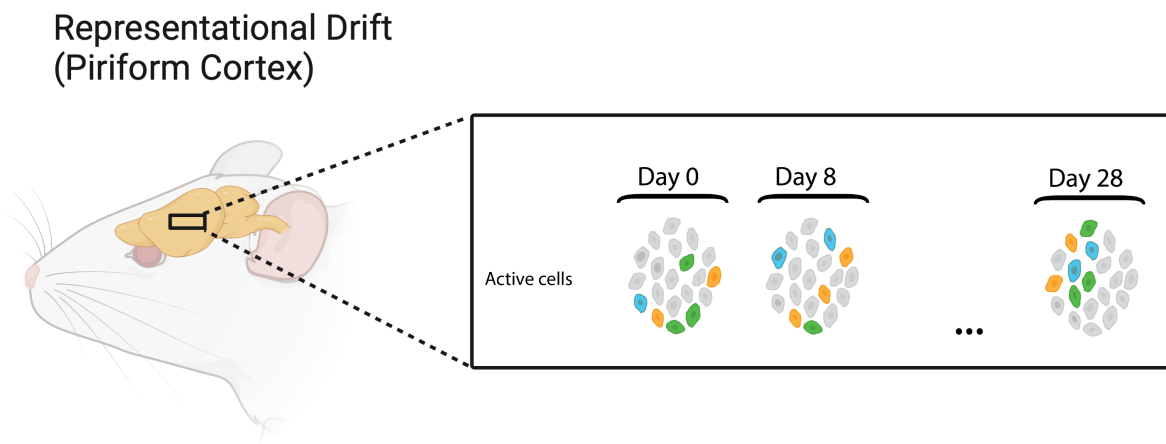 Representational Drift
(Piriform Cortex)
Day 0
Day 8
Day 28
Active cells
...